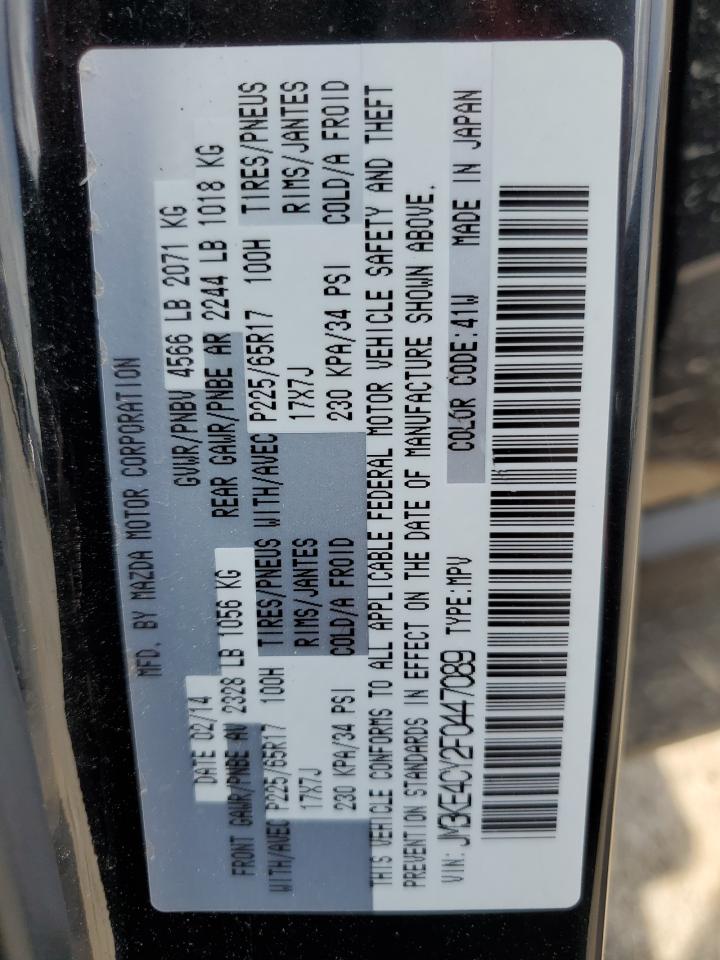 MFD. BY MAZDA MOTOR CORPORATION
DATE 02/14 GVWR/PNBV 4566 LB 2071 KG
FRONT GAWR/PNBE AV 2328 LB 1056 KG REAR GAWR/PNBE AR 2244 LB 1018 KG
WITH/AVEC P225/65R17 100H TIRES/PNEUS WITH/AVEC P225/65R17 100H TIRES/PNEUS
17X7J RIMS/JANTES 17X7J RIMS/JANTES
230 KPA/34 PSI COLD/A FROID 230 KPA/34 PSI COLD/A FROID
THIS VEHICLE CONFORMS TO ALL APPLICABLE FEDERAL MOTOR VEHICLE SAFETY AND THEFT
PREVENTION STANDARDS IN EFFECT ON THE DATE OF MANUFACTURE SHOWN ABOVE.
VIN: JM3KE4CY2F0447089 TYPE:MPV COLOR CODE:41W MADE IN JAPAN